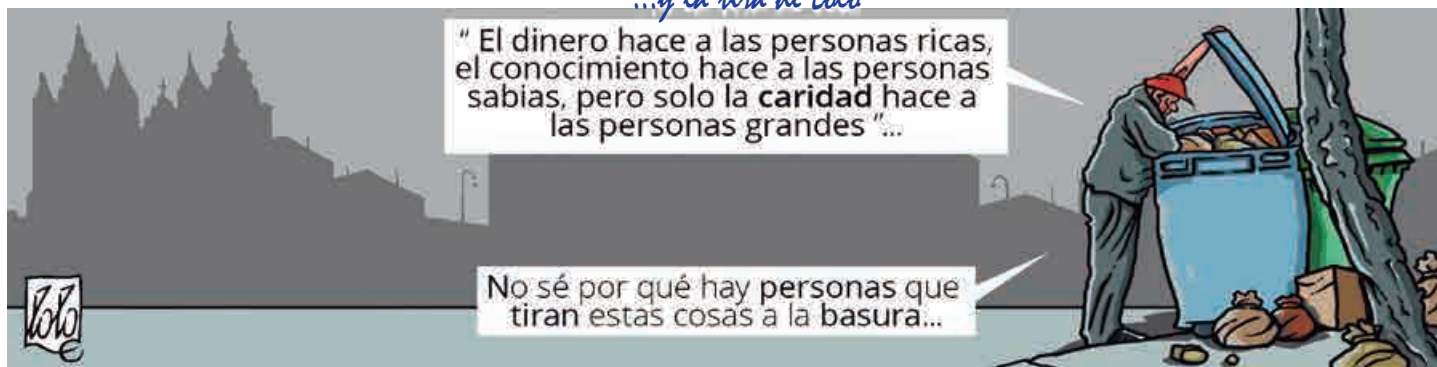 " El dinero hace a las personas ricas,
el conocimiento hace a las personas
sabias, pero solo la caridad hace a
las personas grandes "...
No sé por qué hay personas que
tiran estas cosas a la basura...